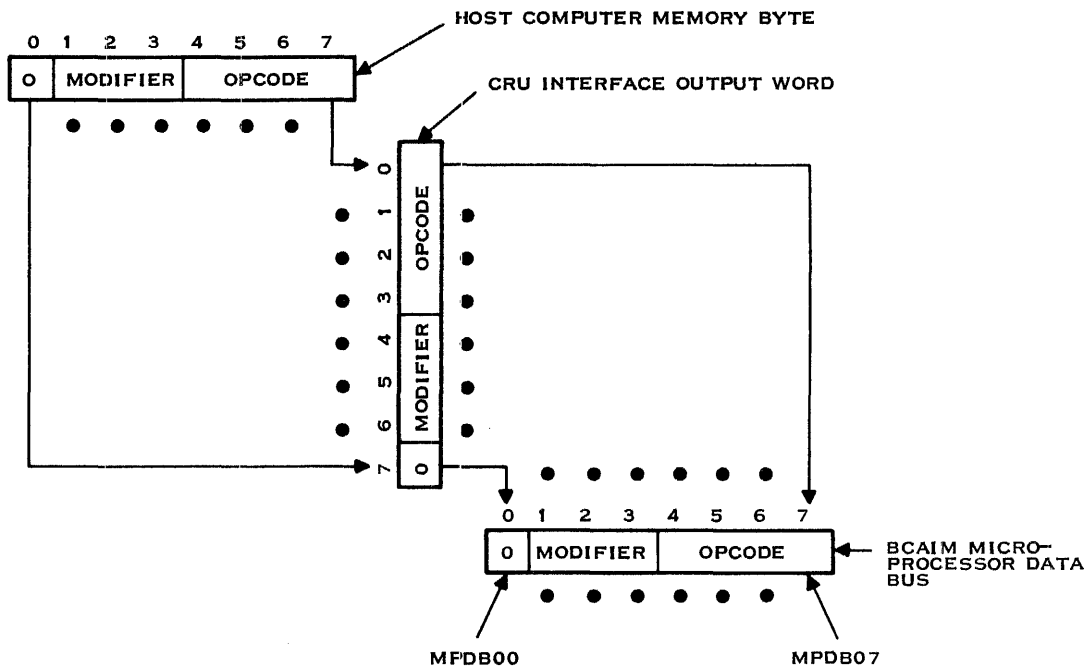 HOST COMPUTER MEMORY BYTE
0 1 2 3 4 5 6 7
0 MODIFIER OPCODE
CRU INTERFACE OUTPUT WORD
0 1 2 3 4 5 6 7
OPCODE MODIFIER 0
0 1 2 3 4 5 6 7
0 MODIFIER OPCODE
BCAIM MICRO-
PROCESSOR DATA
BUS
MPDB00 MPDB07